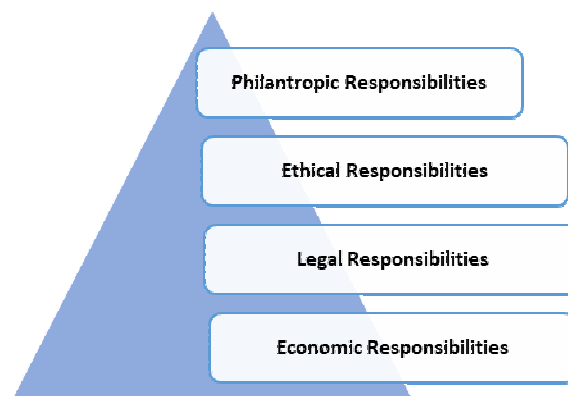 Philantropic Responsibilities
Ethical Responsibilities
Legal Responsibilities
Economic Responsibilities